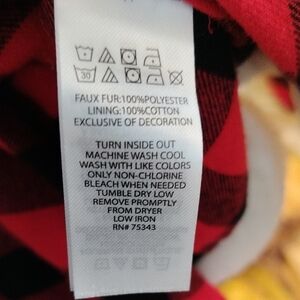 30
FAUX FUR:100%POLYESTER
LINING:100%COTTON
EXCLUSIVE OF DECORATION
TURN INSIDE OUT
MACHINE WASH COOL
WASH WITH LIKE COLORS
ONLY NON-CHLORINE
BLEACH WHEN NEEDED
TUMBLE DRY LOW
REMOVE PROMPTLY
FROM DRYER
LOW IRON
RN# 75343